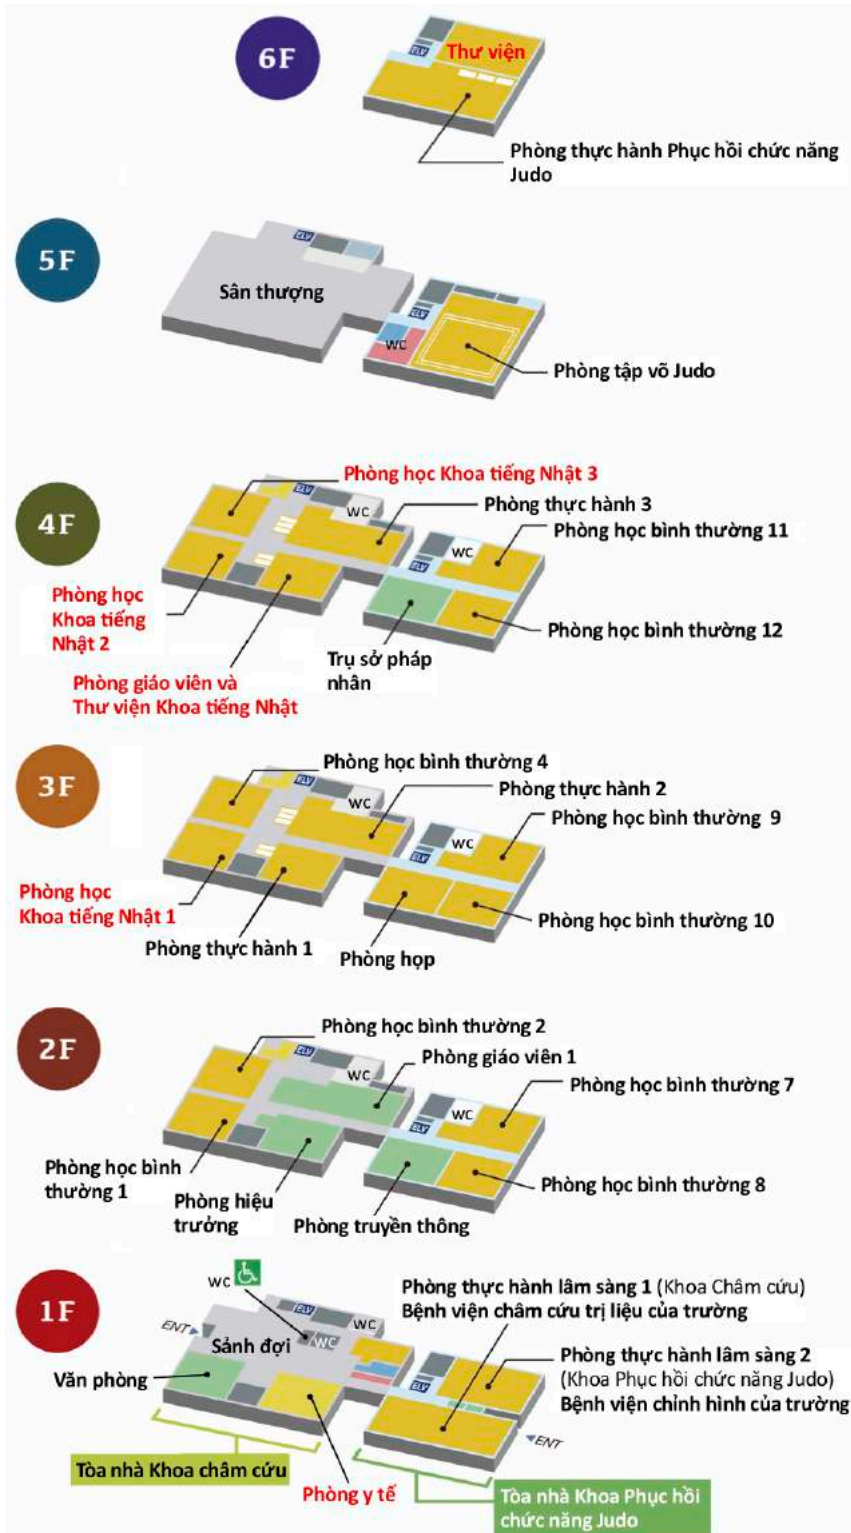 6F
ELV
Thư viện
Phòng thực hành Phục hồi chức năng
Judo
5F
ELV
Sân thượng
ELV
WC
Phòng tập võ Judo
4F
Phòng học Khoa tiếng Nhật 3
ELV
WC
Phòng thực hành 3
Phòng học bình thường 11
WC
ELV
Phòng học
Khoa tiếng
Nhật 2
Phòng học bình thường 12
Trụ sở pháp
nhân
Phòng giáo viên và
Thư viện Khoa tiếng Nhật
3F
Phòng học bình thường 4
ELV
WC
Phòng thực hành 2
Phòng học bình thường 9
WC
ELV
Phòng học
Khoa tiếng Nhật 1
Phòng học bình thường 10
Phòng thực hành 1
Phòng họp
2F
Phòng học bình thường 2
ELV
Phòng giáo viên 1
WC
Phòng học bình thường 7
WC
ELV
Phòng học bình
thường 1
Phòng học bình thường 8
Phòng hiệu
trưởng
Phòng truyền thông
1F
WC
Phòng thực hành lâm sàng 1 (Khoa Châm cứu)
Bệnh viện châm cứu trị liệu của trường
ELV
WC
ENT
WC
Sảnh đợi
Phòng thực hành lâm sàng 2
(Khoa Phục hồi chức năng Judo)
Bệnh viện chỉnh hình của trường
Văn phòng
ELV
ENT
Tòa nhà Khoa châm cứu
Phòng y tế
Tòa nhà Khoa Phục hồi
chức năng Judo